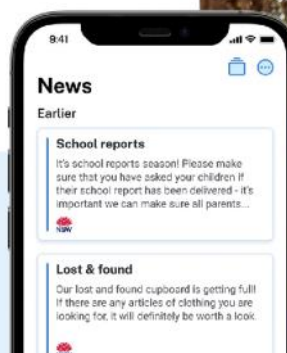 9:41
News
Earlier
School reports
It's school reports season! Please make
sure that you have asked your children if
their school report has been delivered - it's
important we can make sure all parents...
NSW
Lost & found
Our lost and found cupboard is getting full!
If there are any articles of clothing you are
looking for, it will definitely be worth a look.